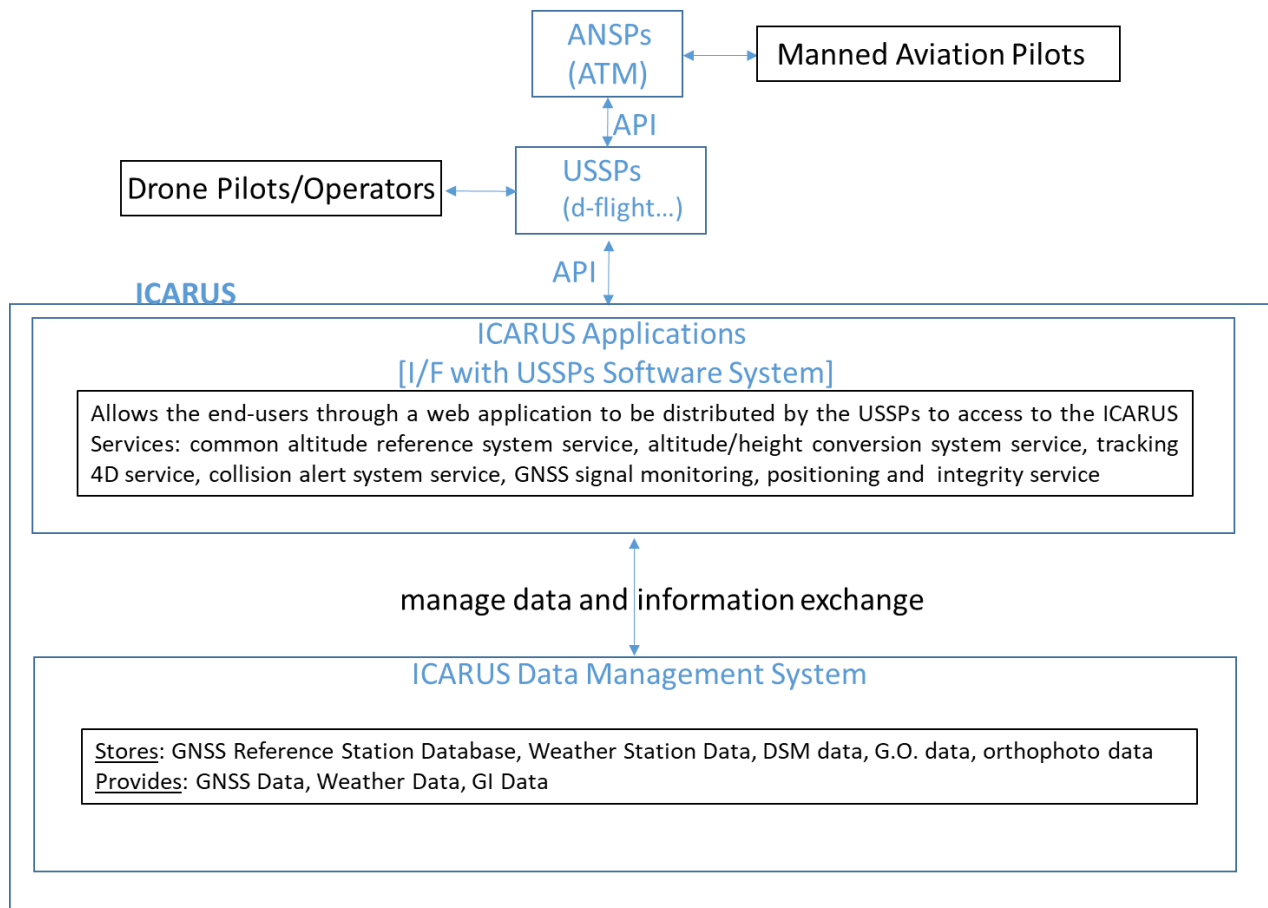 ANSPs
(ATM)
Manned Aviation Pilots
API
USSPs
(d-flight...)
Drone Pilots/Operators
API
ICARUS
ICARUS Applications
[I/F with USSPs Software System]
Allows the end-users through a web application to be distributed by the USSPs to access to the ICARUS
Services: common altitude reference system service, altitude/height conversion system service, tracking
4D service, collision alert system service, GNSS signal monitoring, positioning and integrity service
manage data and information exchange
ICARUS Data Management System
Stores: GNSS Reference Station Database, Weather Station Data, DSM data, G.O. data, orthophoto data
Provides: GNSS Data, Weather Data, GI Data